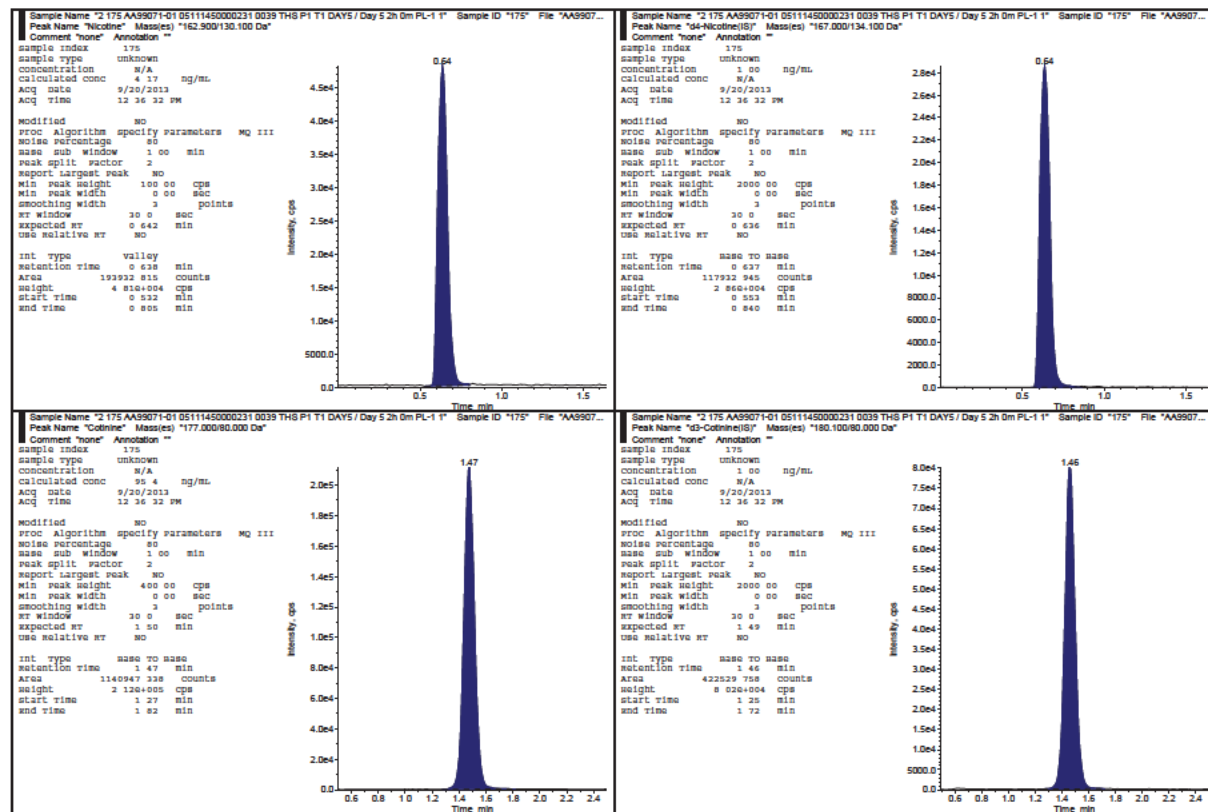 Sample Name "2 175 AA99071-01 05111450000231 0039 THS P1 T1 DAY5 / Day 5 2h 0m PL-1 1" Sample ID "175" File "AA9907...
Peak Name "Nicotine" Mass(es) "162.900/130.100 Da"
Comment "none" Annotation ""
Sample Index 175
Sample Type Unknown
Concentration N/A
Calculated Conc 4 17 ng/mL
Acq Date 9/20/2013
Acq Time 12 36 32 PM
Modified NO
Proc Algorithm Specify Parameters MQ III
Noise Percentage 80
Base Sub Window 1 00 min
Peak Split Factor 2
Report Largest Peak NO
Min Peak Height 100 00 cps
Min Peak Width 0 00 sec
Smoothing Width 3 points
RT Window 30 0 sec
Expected RT 0 642 min
Use Relative RT NO
Int Type Valley
Retention Time 0 638 min
Area 193932 815 counts
Height 4 81e+004 cps
Start Time 0 532 min
End Time 0 805 min
0.64
Intensity, cps
4.5e4
4.0e4
3.5e4
3.0e4
2.5e4
2.0e4
1.5e4
1.0e4
5000.0
0.0
0.5 1.0 1.5
Time min
Sample Name "2 175 AA99071-01 05111450000231 0039 THS P1 T1 DAY5 / Day 5 2h 0m PL-1 1" Sample ID "175" File "AA9907...
Peak Name "d4-Nicotine(IS)" Mass(es) "167.000/134.100 Da"
Comment "none" Annotation ""
Sample Index 175
Sample Type Unknown
Concentration 1 00 ng/mL
Calculated Conc N/A
Acq Date 9/20/2013
Acq Time 12 36 32 PM
Modified NO
Proc Algorithm Specify Parameters MQ III
Noise Percentage 80
Base Sub Window 1 00 min
Peak Split Factor 2
Report Largest Peak NO
Min Peak Height 2000 00 cps
Min Peak Width 0 00 sec
Smoothing Width 3 points
RT Window 30 0 sec
Expected RT 0 636 min
Use Relative RT NO
Int Type Base To Base
Retention Time 0 637 min
Area 117932 945 counts
Height 2 86e+004 cps
Start Time 0 553 min
End Time 0 840 min
0.64
Intensity, cps
2.8e4
2.6e4
2.4e4
2.2e4
2.0e4
1.8e4
1.6e4
1.4e4
1.2e4
1.0e4
8000.0
6000.0
4000.0
2000.0
0.0
0.5 1.0 1.5
Time min
Sample Name "2 175 AA99071-01 05111450000231 0039 THS P1 T1 DAY5 / Day 5 2h 0m PL-1 1" Sample ID "175" File "AA9907...
Peak Name "Cotinine" Mass(es) "177.000/80.000 Da"
Comment "none" Annotation ""
Sample Index 175
Sample Type Unknown
Concentration N/A
Calculated Conc 95 4 ng/mL
Acq Date 9/20/2013
Acq Time 12 36 32 PM
Modified NO
Proc Algorithm Specify Parameters MQ III
Noise Percentage 80
Base Sub Window 1 00 min
Peak Split Factor 2
Report Largest Peak NO
Min Peak Height 400 00 cps
Min Peak Width 0 00 sec
Smoothing Width 3 points
RT Window 30 0 sec
Expected RT 1 50 min
Use Relative RT NO
Int Type Base To Base
Retention Time 1 47 min
Area 1140947 338 counts
Height 2 12e+005 cps
Start Time 1 27 min
End Time 1 82 min
1.47
Intensity, cps
2.0e5
1.8e5
1.6e5
1.4e5
1.2e5
1.0e5
8.0e4
6.0e4
4.0e4
2.0e4
0.0
0.6 0.8 1.0 1.2 1.4 1.6 1.8 2.0 2.2 2.4
Time min
Sample Name "2 175 AA99071-01 05111450000231 0039 THS P1 T1 DAY5 / Day 5 2h 0m PL-1 1" Sample ID "175" File "AA9907...
Peak Name "d3-Cotinine(IS)" Mass(es) "180.100/80.000 Da"
Comment "none" Annotation ""
Sample Index 175
Sample Type Unknown
Concentration 1 00 ng/mL
Calculated Conc N/A
Acq Date 9/20/2013
Acq Time 12 36 32 PM
Modified NO
Proc Algorithm Specify Parameters MQ III
Noise Percentage 80
Base Sub Window 1 00 min
Peak Split Factor 2
Report Largest Peak NO
Min Peak Height 2000 00 cps
Min Peak Width 0 00 sec
Smoothing Width 3 points
RT Window 30 0 sec
Expected RT 1 49 min
Use Relative RT NO
Int Type Base To Base
Retention Time 1 46 min
Area 422529 758 counts
Height 8 02e+004 cps
Start Time 1 25 min
End Time 1 72 min
1.46
Intensity, cps
8.0e4
7.5e4
7.0e4
6.5e4
6.0e4
5.5e4
5.0e4
4.5e4
4.0e4
3.5e4
3.0e4
2.5e4
2.0e4
1.5e4
1.0e4
5000.0
0.0
0.6 0.8 1.0 1.2 1.4 1.6 1.8 2.0 2.2 2.4
Time min